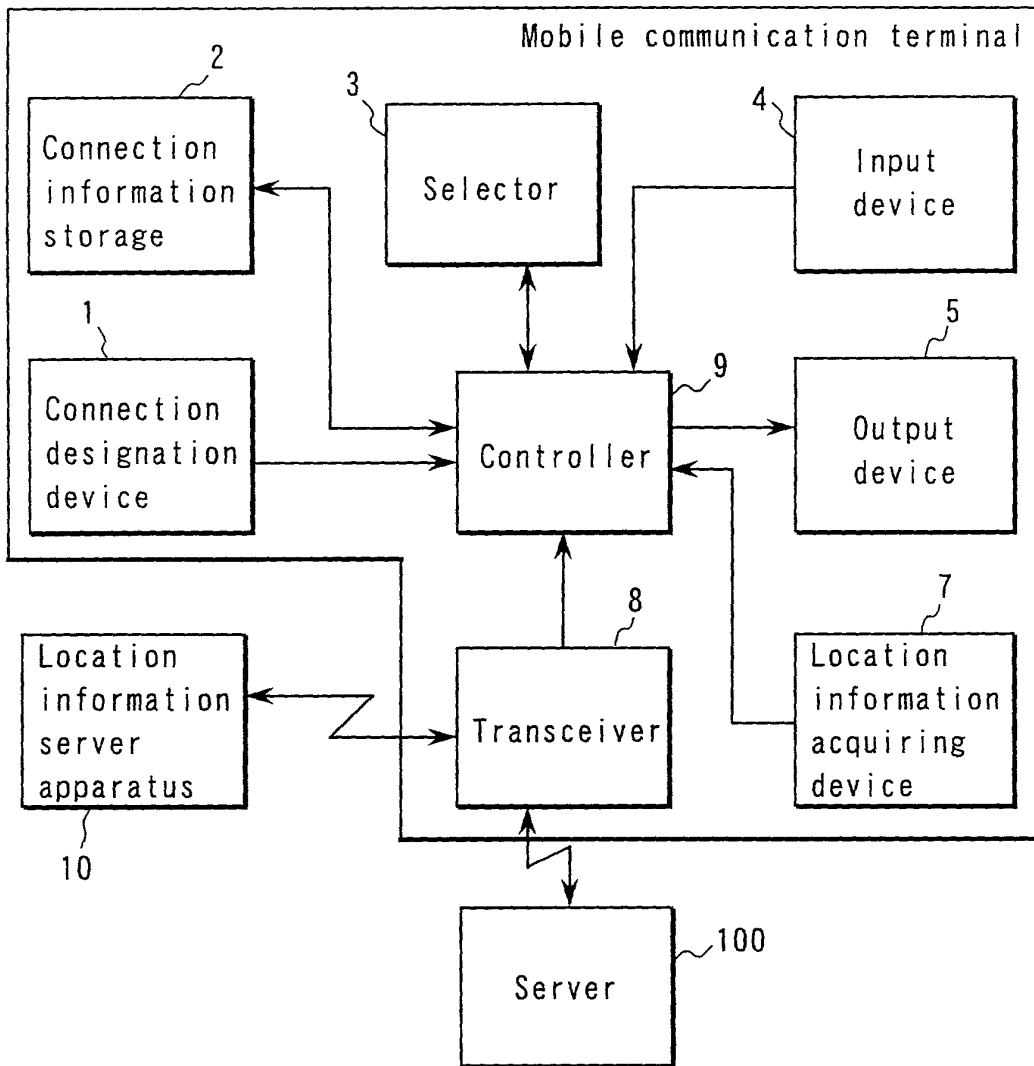 Mobile communication terminal
2
Connection
information
storage
3
Selector
4
Input
device
1
Connection
designation
device
9
Controller
5
Output
device
8
Transceiver
7
Location
information
acquiring
device
Location
information
server
apparatus
10
100
Server